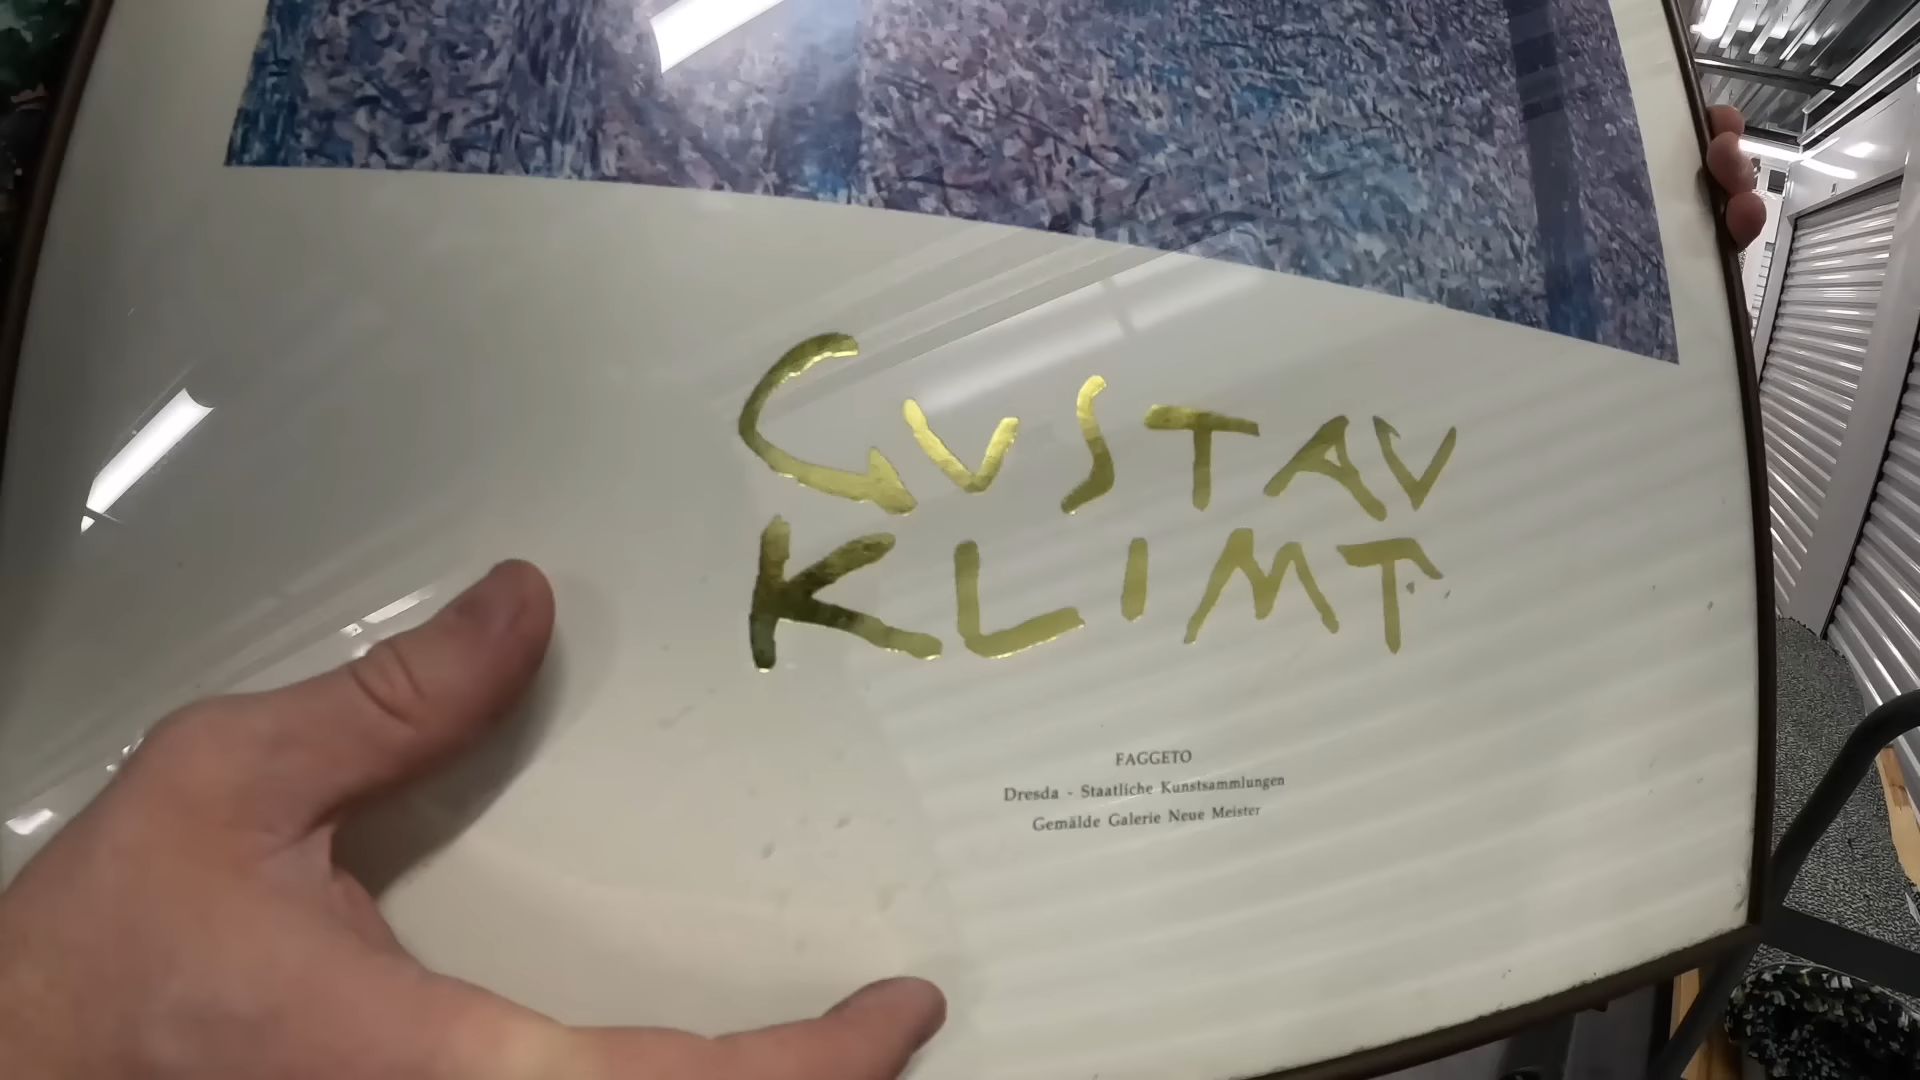 GUSTAV
KLIMT
FAGGETO
Dresda - Staatliche Kunstsammlungen
Gemälde Galerie Neue Meister